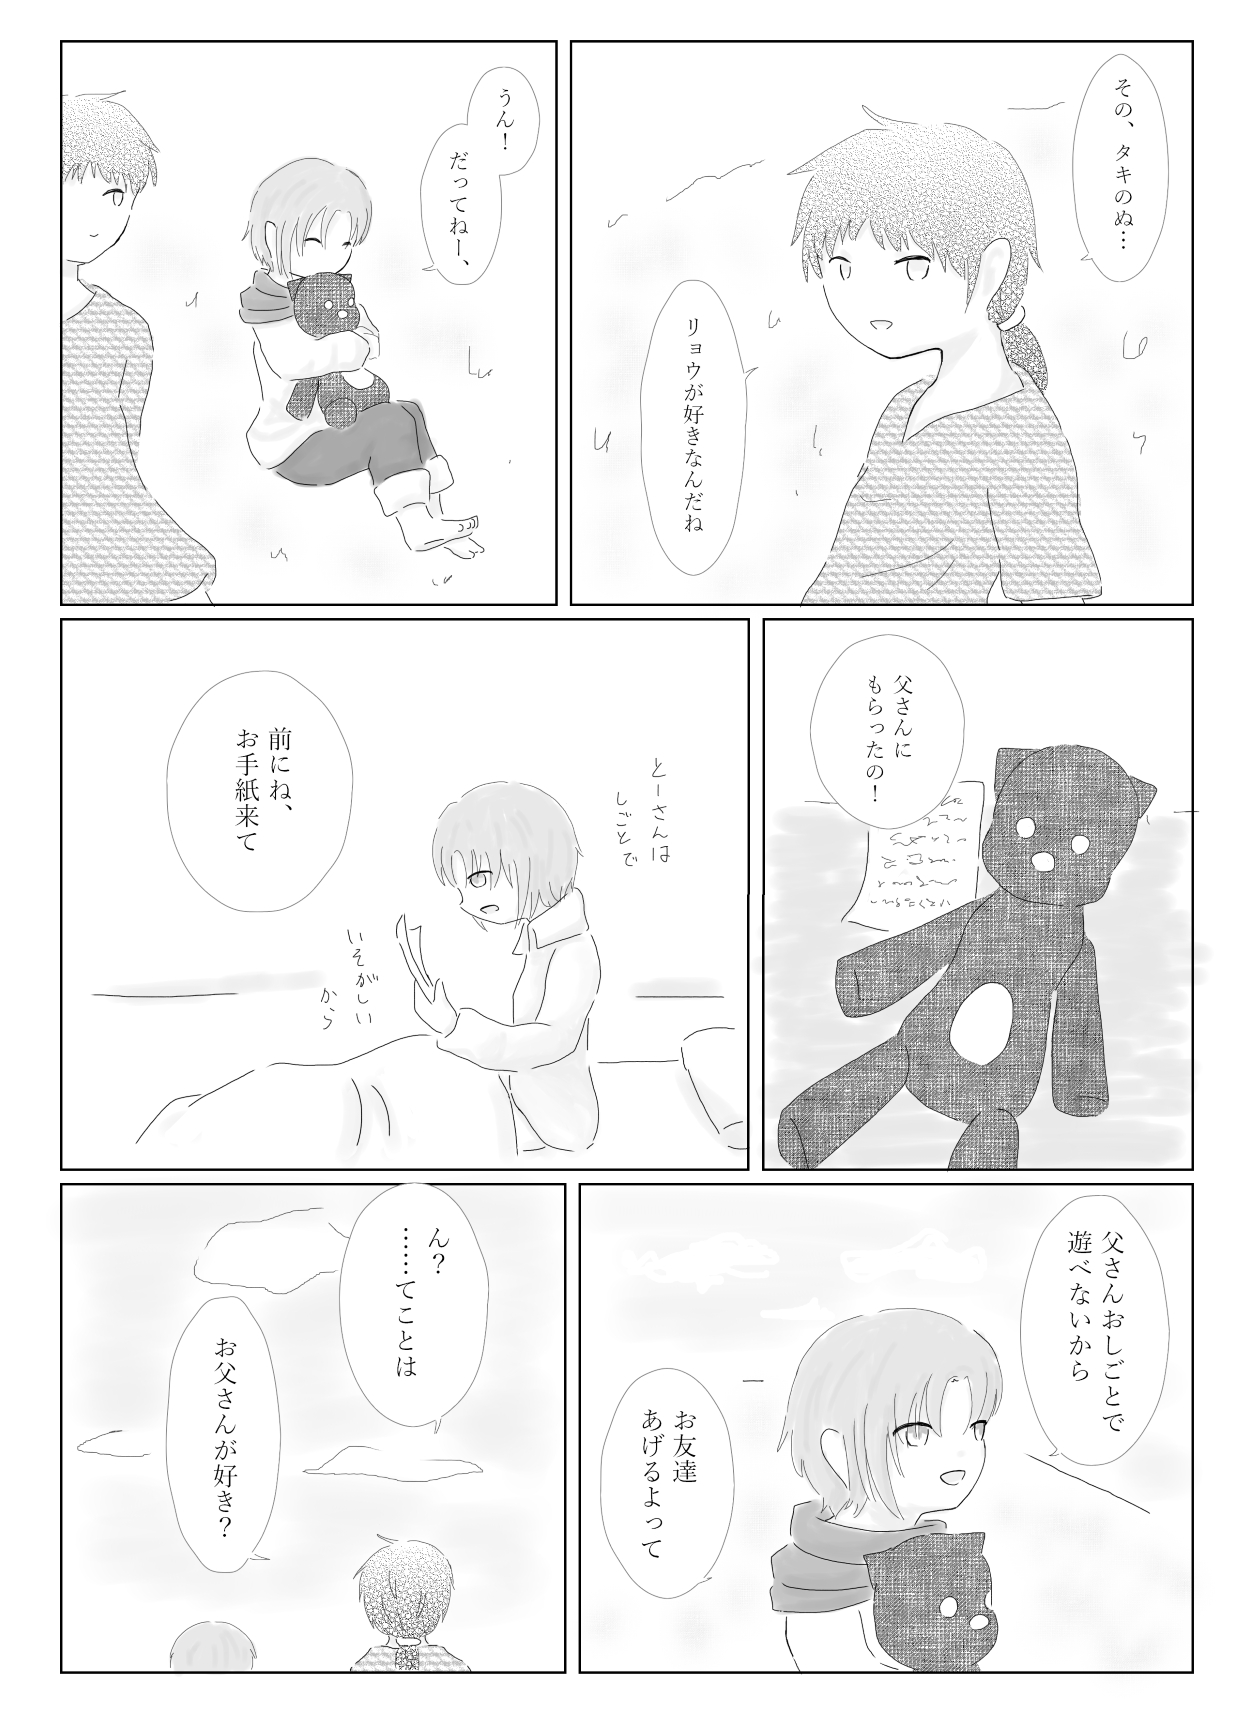 その、タキのぬ…
リョウが好きなんだね
うん!
だってねー、
父さんに
もらったの!
とーさんは
しごとで
前にね、
お手紙来て
いそがしい
から
父さんおしごとで
遊べないから
お友達
あげるよって
ん?
……てことは
お父さんが好き?